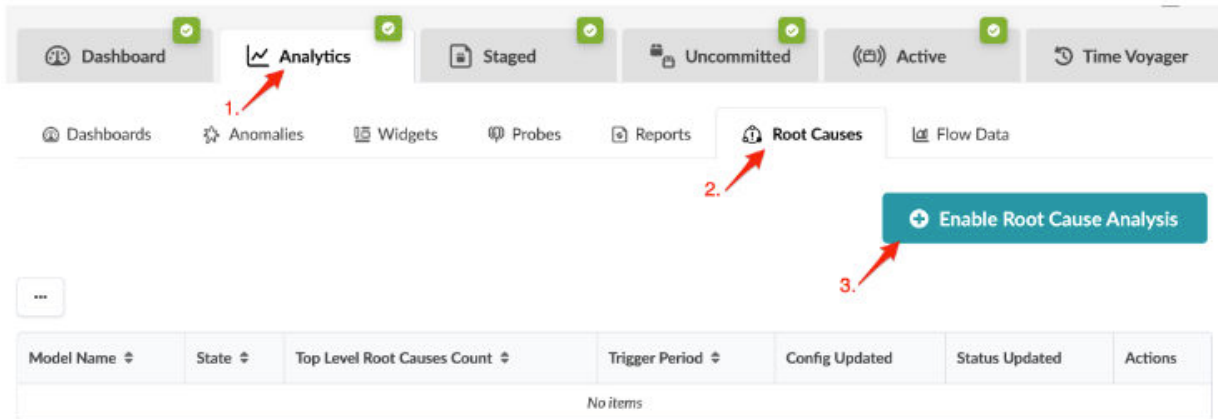 Dashboard Analytics Staged Uncommitted Active Time Voyager
1.
Dashboards Anomalies Widgets Probes Reports Root Causes Flow Data
2.
Enable Root Cause Analysis
3.
...
Model Name State Top Level Root Causes Count Trigger Period Config Updated Status Updated Actions
No items